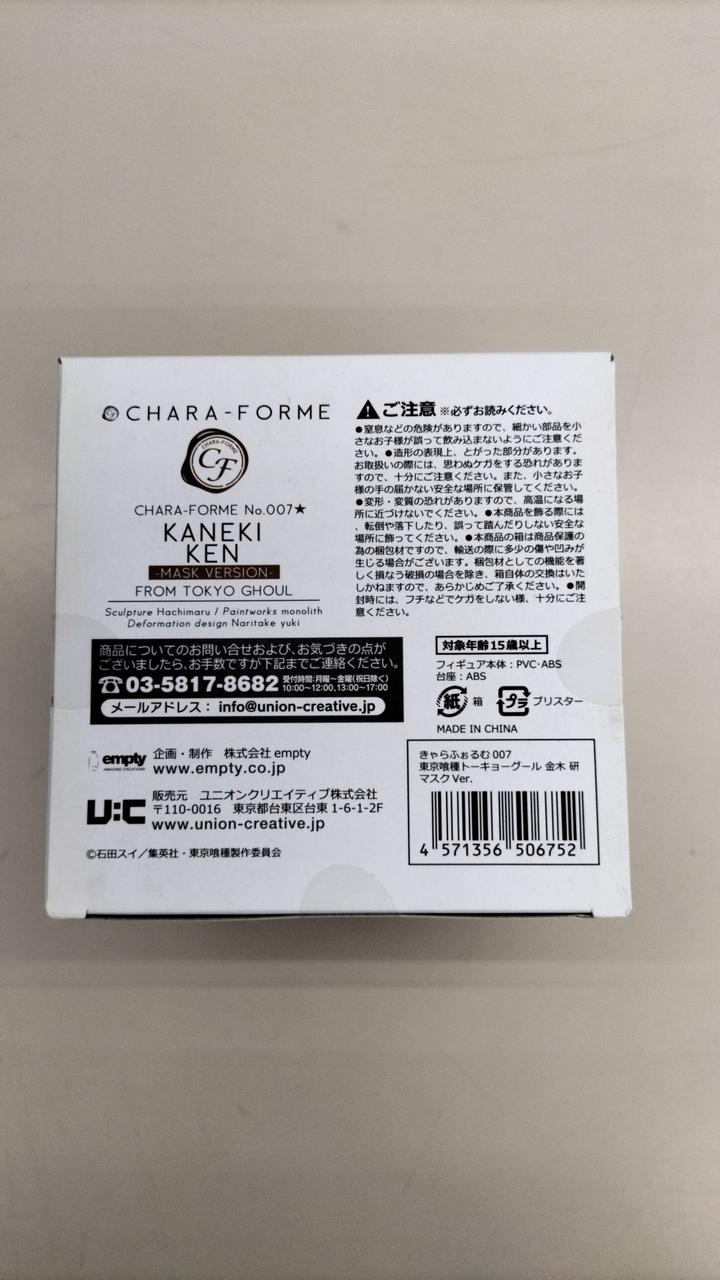 CHARA-FORME
CHARA-FORME
CF
CHARA-FORME No.007★
KANEKI
KEN
-MASK VERSION-
FROM TOKYO GHOUL
Sculpture Hachimaru / Paintworks monolith
Deformation design Naritake yuki
⚠ご注意 ※必ずお読みください。
●窒息などの危険がありますので、細かい部品を小
さなお子様が誤って飲み込まないようにご注意くだ
さい。●造形の表現上、とがった部分があります。
お取扱いの際には、思わぬケガをする恐れがありま
すので、十分にご注意ください。また、小さなお子
様の手の届かない安全な場所に保管してください。
●変形・変質の恐れがありますので、高温になる場
所に近づけないでください。●本商品を飾る際には
、転倒や落下したり、誤って踏んだりしない安全な
場所に飾ってください。●本商品の箱は商品保護の
為の梱包材ですので、輸送の際に多少の傷や凹みが
生じる場合がございます。梱包材としての機能を著
しく損なう破損の場合を除き、箱自体の交換はいた
しかねますので、あらかじめご了承ください。●開
封時には、フチなどでケガをしない様、十分にご注
意ください。
商品についてのお問い合せおよび、お気づきの点が
ございましたら、お手数ですが下記までご連絡ください。
☎03-5817-8682 受付時間:月曜~金曜(祝日除く)
10:00~12:00、13:00~17:00
メールアドレス: info@union-creative.jp
対象年齢15歳以上
フィギュア本体:PVC・ABS
台座:ABS
紙 箱 プラ ブリスター
MADE IN CHINA
empty
AMAZING CREATIONS
企画・制作 株式会社 empty
www.empty.co.jp
U:C
販売元 ユニオンクリエイティブ株式会社
〒110-0016 東京都台東区台東 1-6-1-2F
www.union-creative.jp
©石田スイ/集英社・東京喰種製作委員会
きゃらふぉるむ 007
東京喰種トーキョーグール 金木 研
マスク Ver.
4 571356 506752